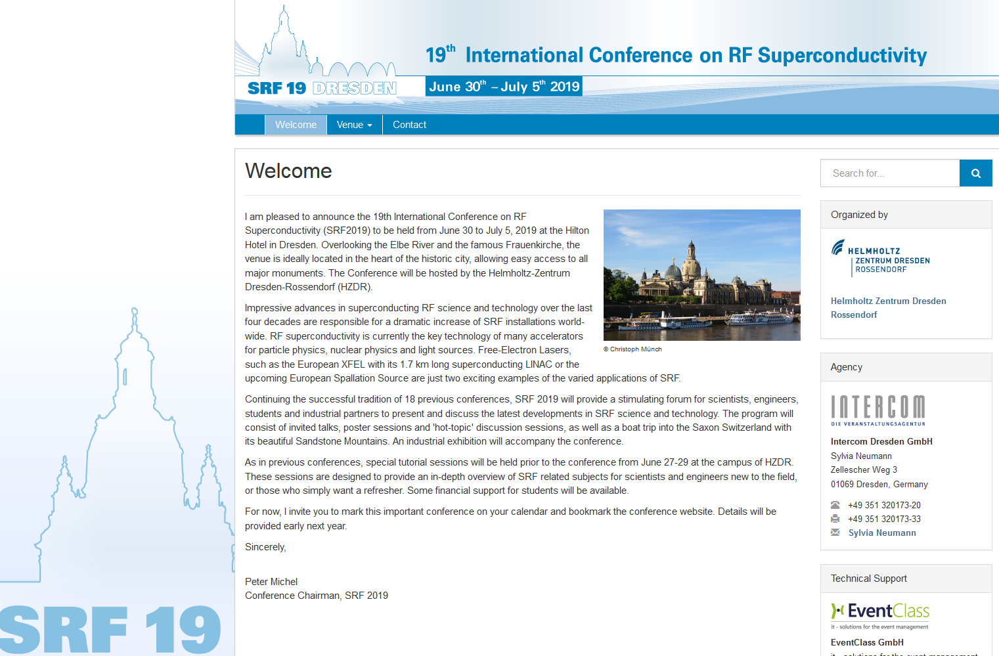 19th International Conference on RF Superconductivity
SRF 19 DRESDEN
June 30th – July 5th 2019
Welcome
Venue
Contact
Welcome
I am pleased to announce the 19th International Conference on RF
Superconductivity (SRF2019) to be held from June 30 to July 5, 2019 at the Hilton
Hotel in Dresden. Overlooking the Elbe River and the famous Frauenkirche, the
venue is ideally located in the heart of the historic city, allowing easy access to all
major monuments. The Conference will be hosted by the Helmholtz-Zentrum
Dresden-Rossendorf (HZDR).
© Christoph Münch
Impressive advances in superconducting RF science and technology over the last
four decades are responsible for a dramatic increase of SRF installations world-
wide. RF superconductivity is currently the key technology of many accelerators
for particle physics, nuclear physics and light sources. Free-Electron Lasers,
such as the European XFEL with its 1.7 km long superconducting LINAC or the
upcoming European Spallation Source are just two exciting examples of the varied applications of SRF.
Continuing the successful tradition of 18 previous conferences, SRF 2019 will provide a stimulating forum for scientists, engineers,
students and industrial partners to present and discuss the latest developments in SRF science and technology. The program will
consist of invited talks, poster sessions and 'hot-topic' discussion sessions, as well as a boat trip into the Saxon Switzerland with
its beautiful Sandstone Mountains. An industrial exhibition will accompany the conference.
As in previous conferences, special tutorial sessions will be held prior to the conference from June 27-29 at the campus of HZDR.
These sessions are designed to provide an in-depth overview of SRF related subjects for scientists and engineers new to the field,
or those who simply want a refresher. Some financial support for students will be available.
For now, I invite you to mark this important conference on your calendar and bookmark the conference website. Details will be
provided early next year.
Sincerely,
Peter Michel
Conference Chairman, SRF 2019
Search for...
Organized by
HELMHOLTZ
ZENTRUM DRESDEN
ROSSENDORF
Helmholtz Zentrum Dresden
Rossendorf
Agency
INTERCOM
DIE VERANSTALTUNGSAGENTUR
Intercom Dresden GmbH
Sylvia Neumann
Zellescher Weg 3
01069 Dresden, Germany
+49 351 320173-20
+49 351 320173-33
Sylvia Neumann
Technical Support
EventClass
it - solutions for the event management
EventClass GmbH
it - solutions for the event management
SRF 19